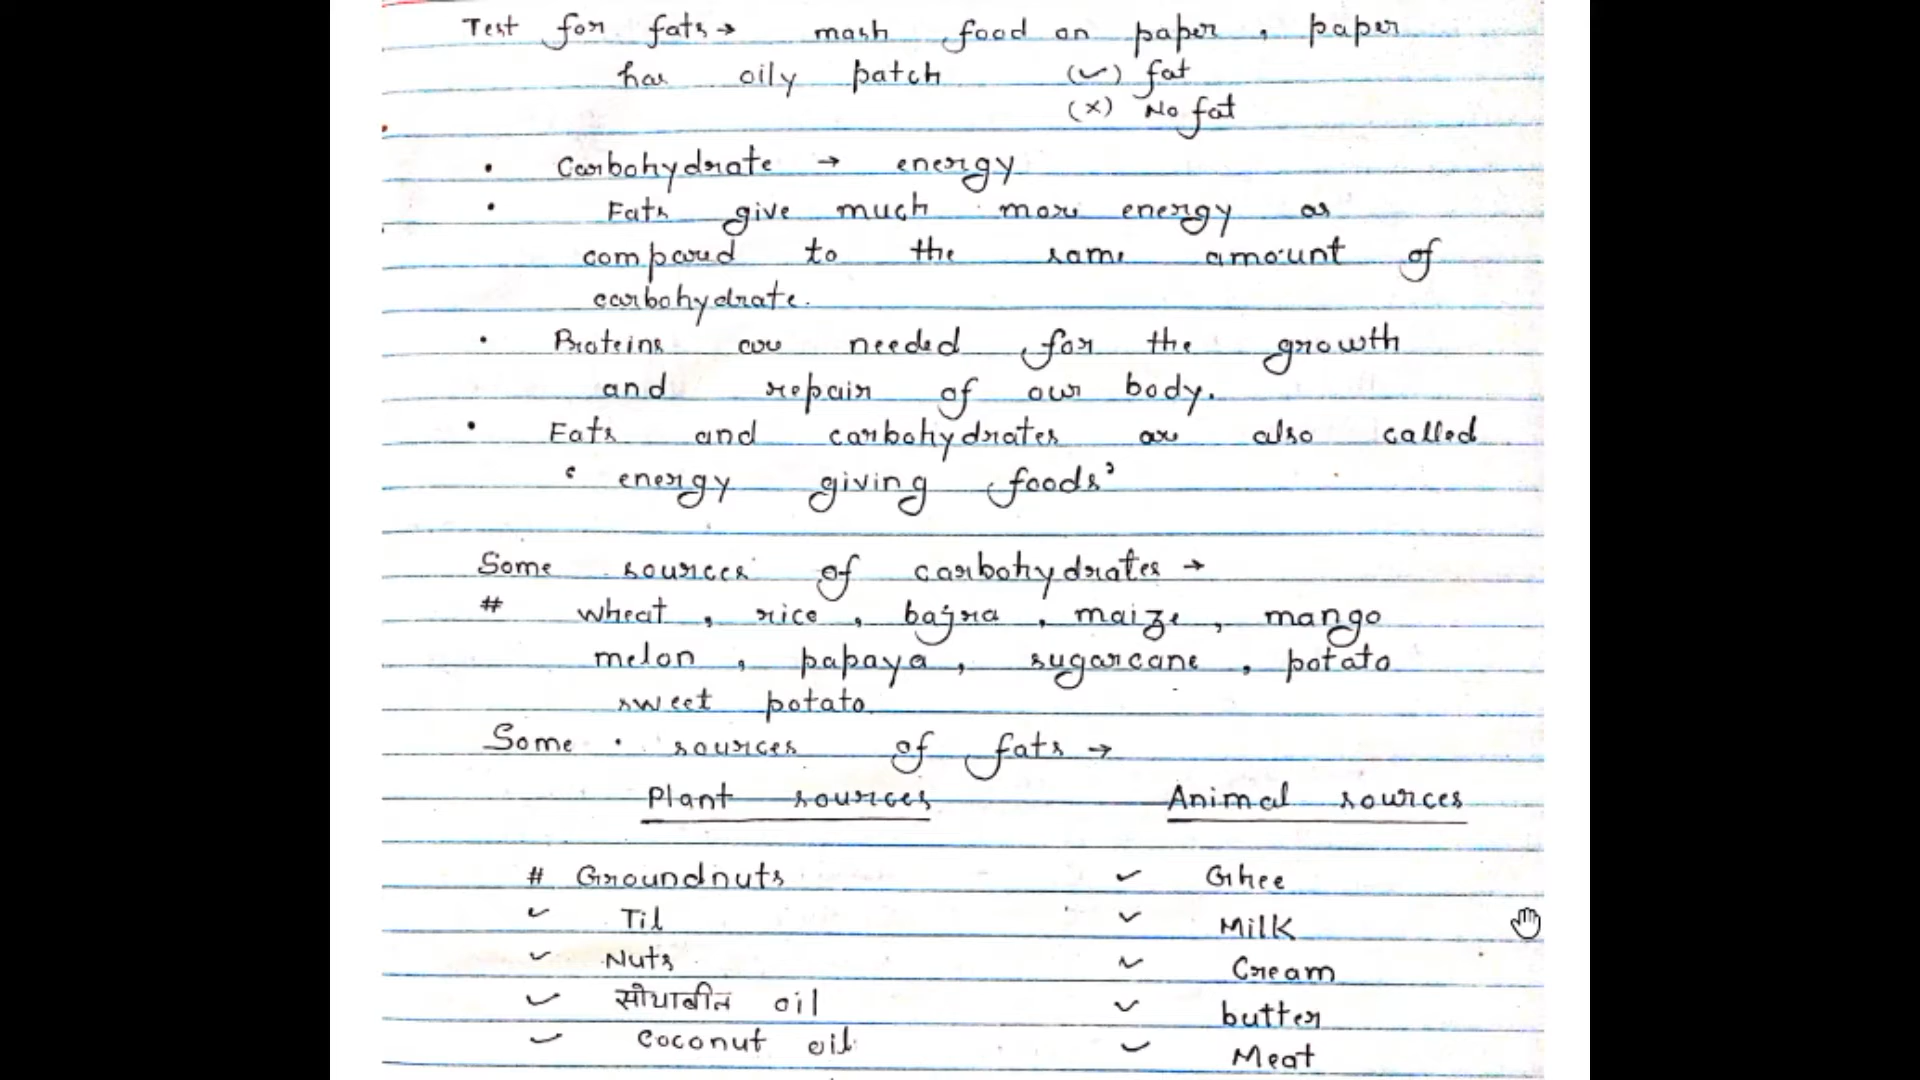 Test for fats → mash food on paper, paper
has oily patch (✓) fat
(×) No fat
• Carbohydrate → energy
• Fats give much more energy as
compared to the same amount of
carbohydrate.
• Proteins are needed for the growth
and repair of our body.
• Fats and carbohydrates are also called
‘energy giving foods’
Some sources of carbohydrates →
# wheat, rice, bajra, maize, mango
melon, papaya, sugarcane, potato
sweet potato
Some sources of fats →
Plant sources Animal sources
# Groundnuts ✓ Ghee
✓ Til ✓ Milk
✓ Nuts ✓ Cream
✓ सोयाबीन oil ✓ butter
✓ Coconut oil ✓ Meat